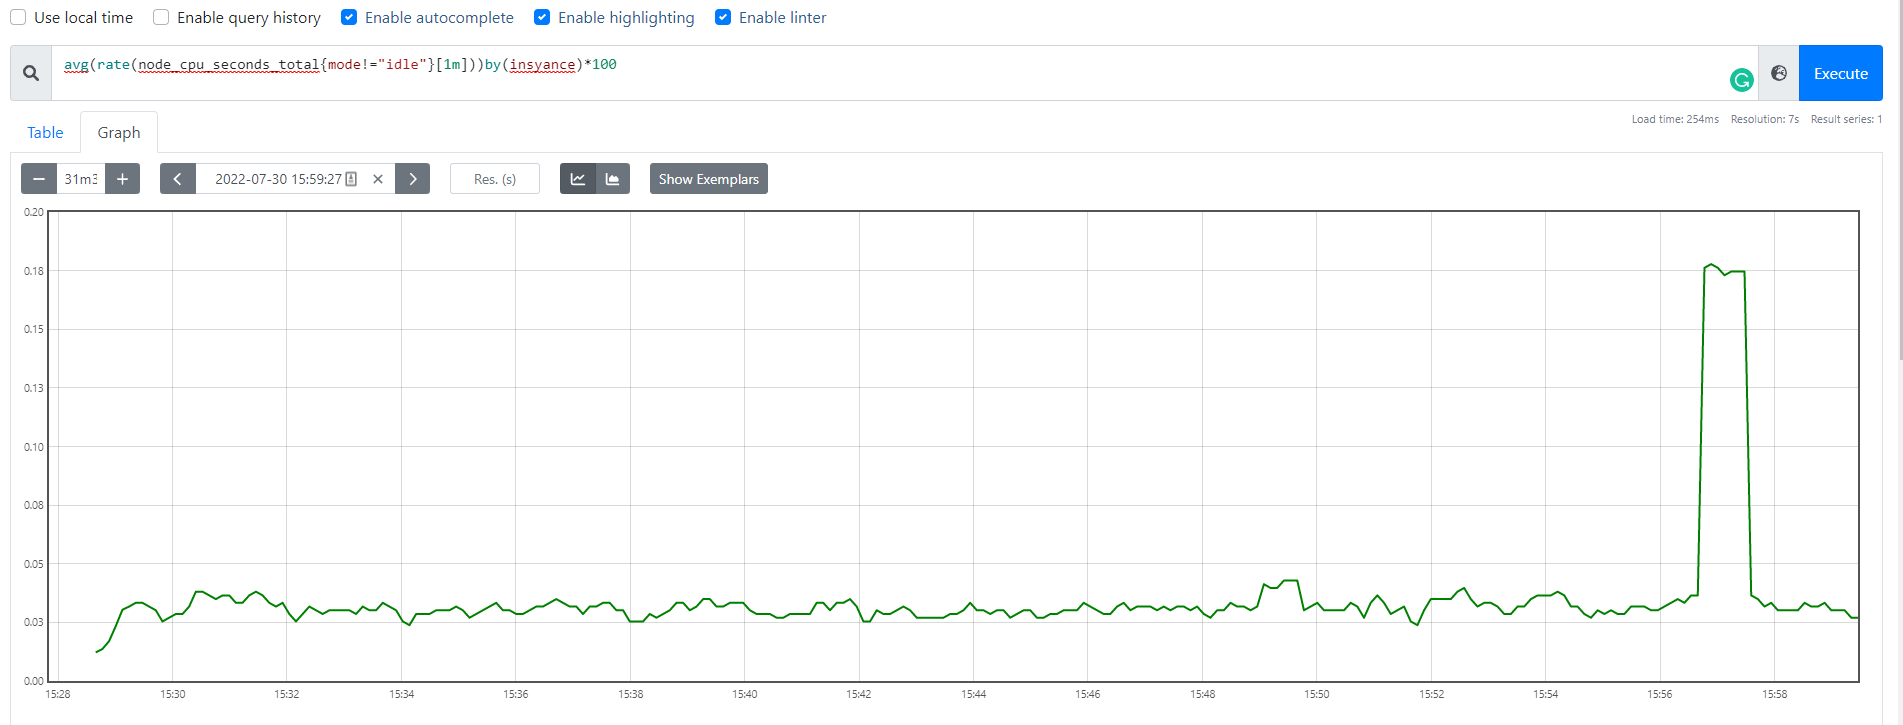 Use local time Enable query history Enable autocomplete Enable highlighting Enable linter
avg(rate(node_cpu_seconds_total{mode!="idle"}[1m]))by(insyance)*100
Execute
Load time: 254ms Resolution: 7s Result series: 1
Table Graph
31m3 2022-07-30 15:59:27 Res. (s) Show Exemplars
0.20
0.18
0.15
0.13
0.10
0.08
0.05
0.03
0.00
15:28 15:30 15:32 15:34 15:36 15:38 15:40 15:42 15:44 15:46 15:48 15:50 15:52 15:54 15:56 15:58